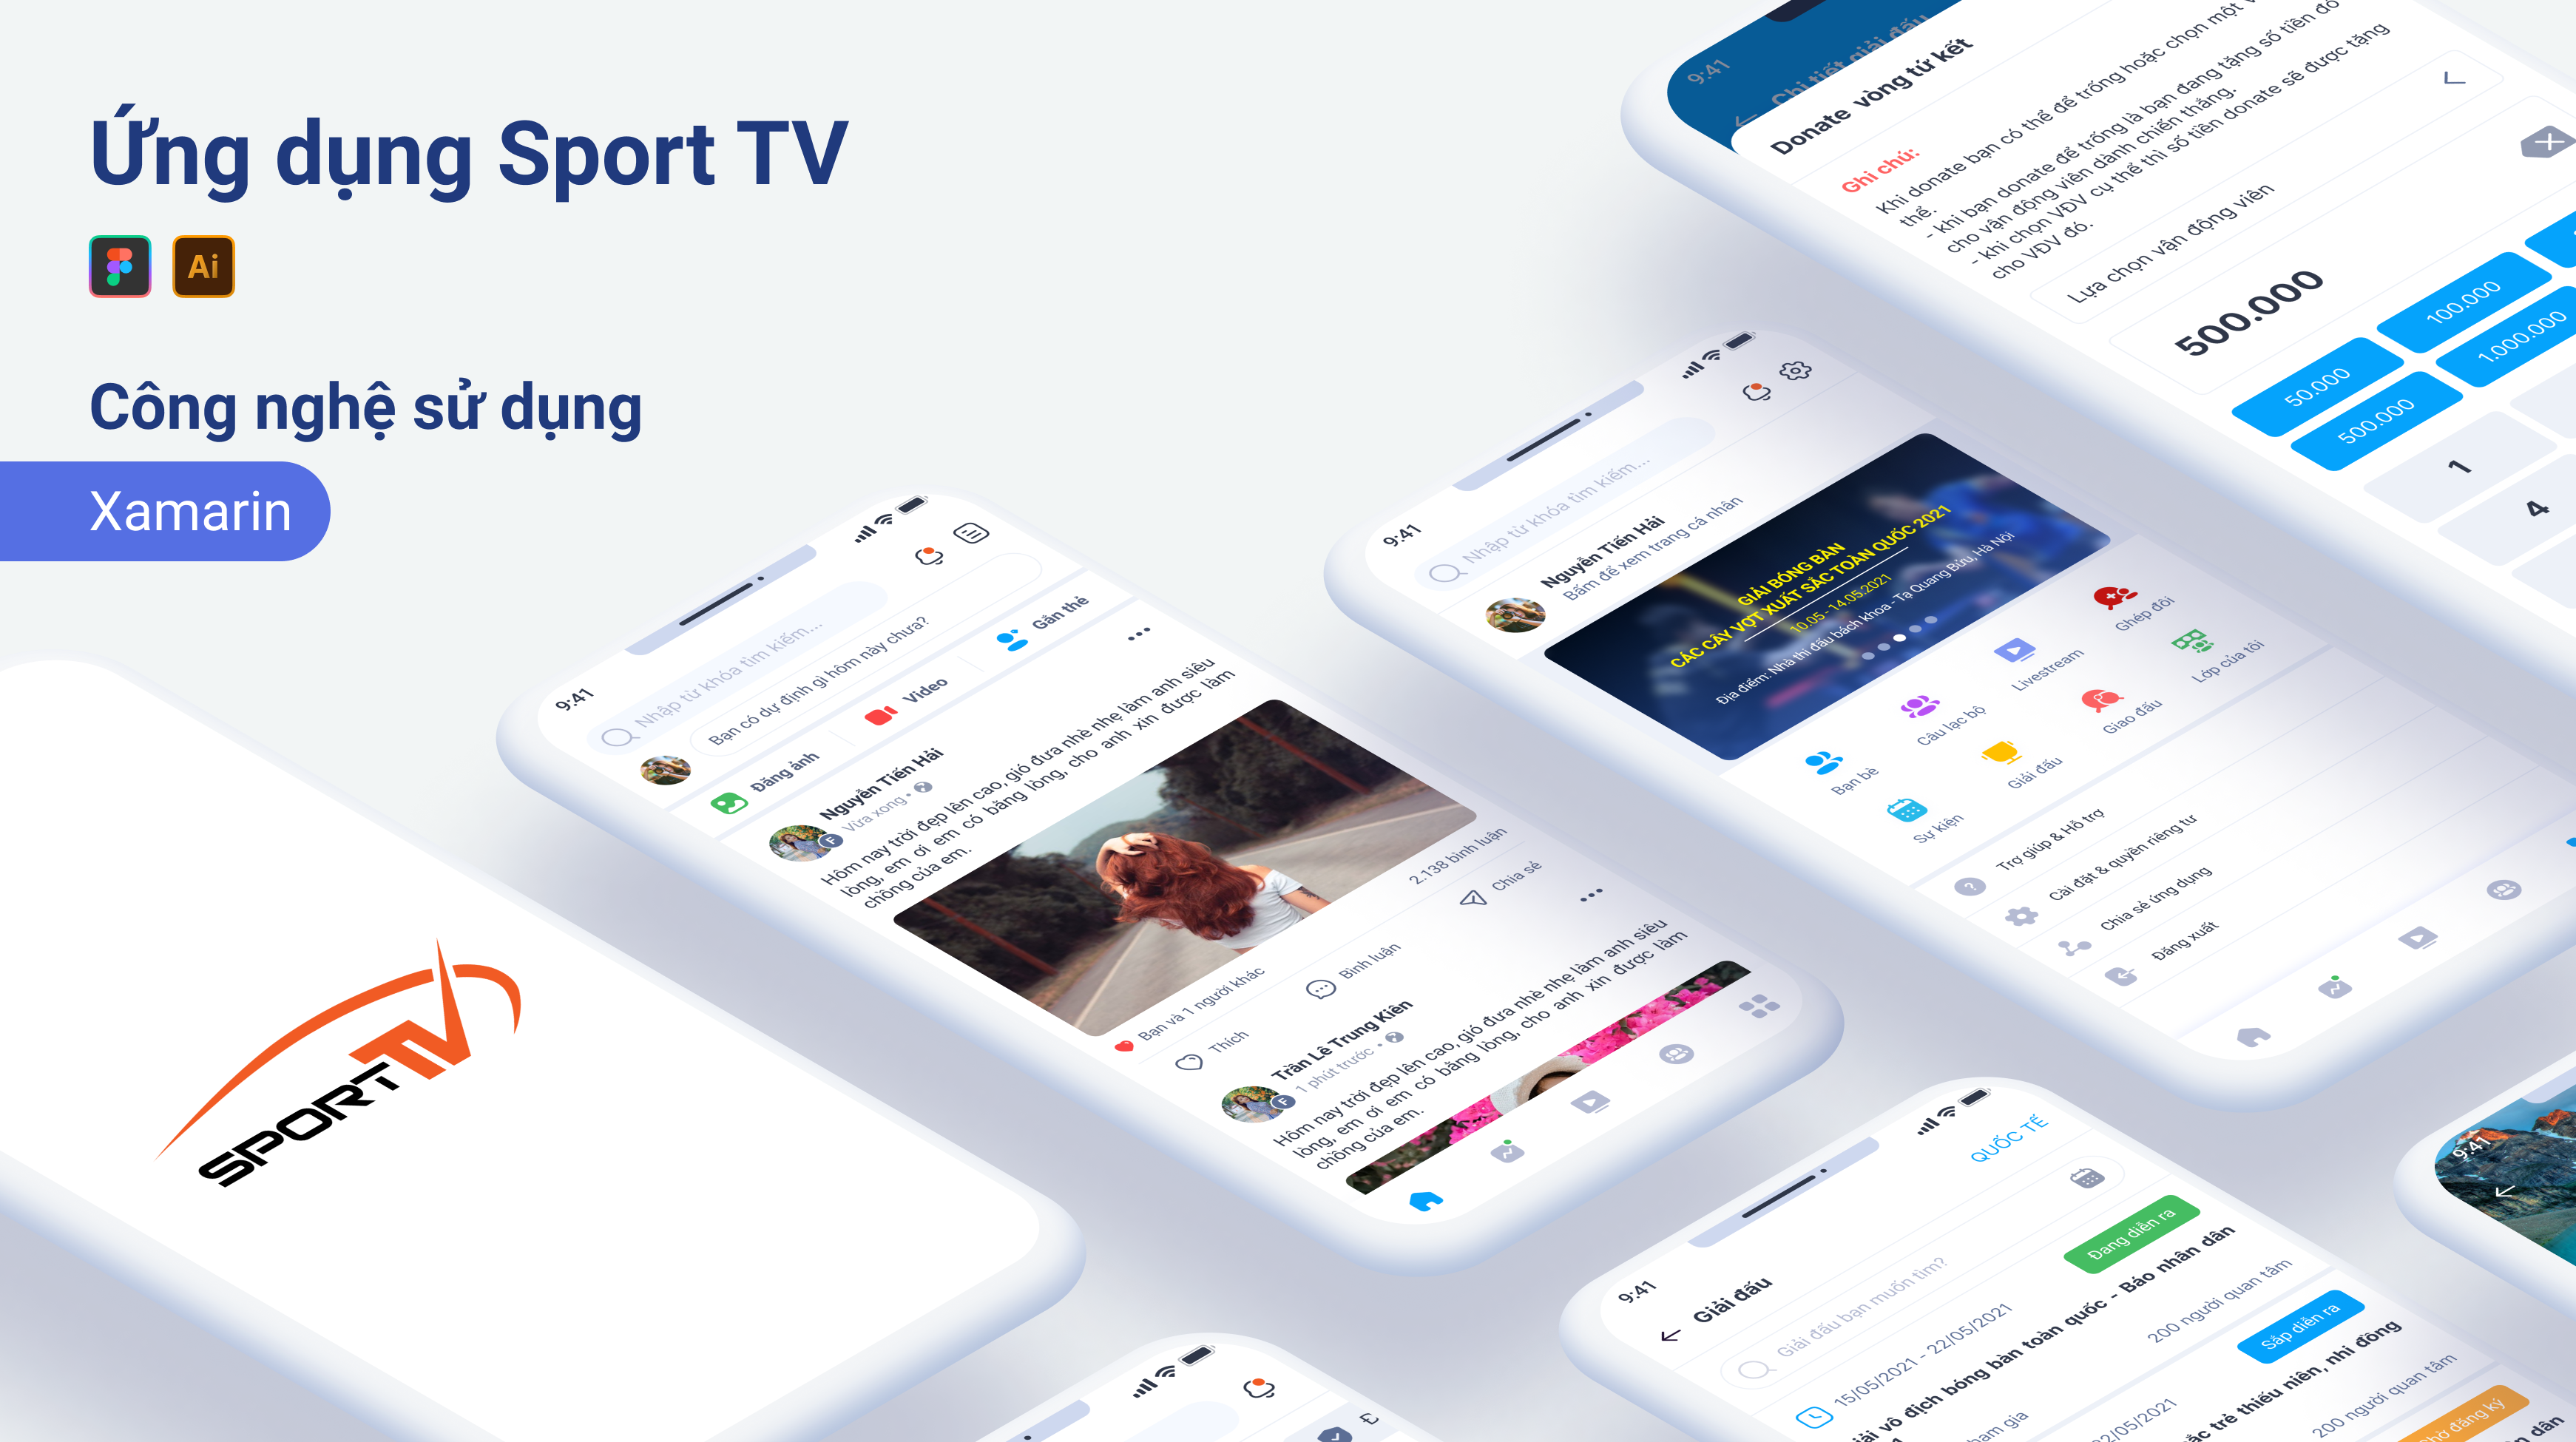 Ứng dụng Sport TV
Ai
Công nghệ sử dụng
Xamarin
SPORT TV
9:41
Nhập từ khóa tìm kiếm...
Bạn có dự định gì hôm nay chưa?
Đăng ảnh
Video
Gắn thẻ
Nguyễn Tiến Hải
Vừa xong •
F
Hôm nay trời đẹp lên cao, gió đưa nhè nhẹ làm anh siêu
lòng, em ơi em có bằng lòng, cho anh xin được làm
chồng của em.
Bạn và 1 người khác
2.138 bình luận
Thích
Bình luận
Chia sẻ
Trần Lê Trung Kiên
1 phút trước •
F
Hôm nay trời đẹp lên cao, gió đưa nhè nhẹ làm anh siêu
lòng, em ơi em có bằng lòng, cho anh xin được làm
chồng của em.
9:41
Nhập từ khóa tìm kiếm...
Nguyễn Tiến Hải
Bấm để xem trang cá nhân
GIẢI BÓNG BÀN
CÁC CÂY VỢT XUẤT SẮC TOÀN QUỐC 2021
10.05 - 14.05.2021
Địa điểm: Nhà thi đấu bách khoa - Tạ Quang Bửu, Hà Nội
Bạn bè
Câu lạc bộ
Livestream
Ghép đôi
Sự kiện
Giải đấu
Giao đấu
Lớp của tôi
Trợ giúp & Hỗ trợ
Cài đặt & quyền riêng tư
Chia sẻ ứng dụng
Đăng xuất
9:41
Chi tiết giải đấu
Donate vòng tứ kết
Ghi chú:
Khi donate bạn có thể để trống hoặc chọn một
thể.
- khi bạn donate để trống là bạn đang tặng số tiền đó
cho vận động viên dành chiến thắng.
- khi chọn VĐV cụ thể thì số tiền donate sẽ được tặng
cho VĐV đó.
Lựa chọn vận động viên
500.000
50.000
100.000
500.000
1.000.000
1
4
9:41
QUỐC TẾ
Giải đấu
Giải đấu bạn muốn tìm?
Đang diễn ra
15/05/2021 - 22/05/2021
giải vô địch bóng bàn toàn quốc - Báo nhân dân
200 người quan tâm
Sắp diễn ra
22/05/2021
trẻ thiếu niên, nhi đồng
200 người quan tâm
đăng ký
dân
9:41